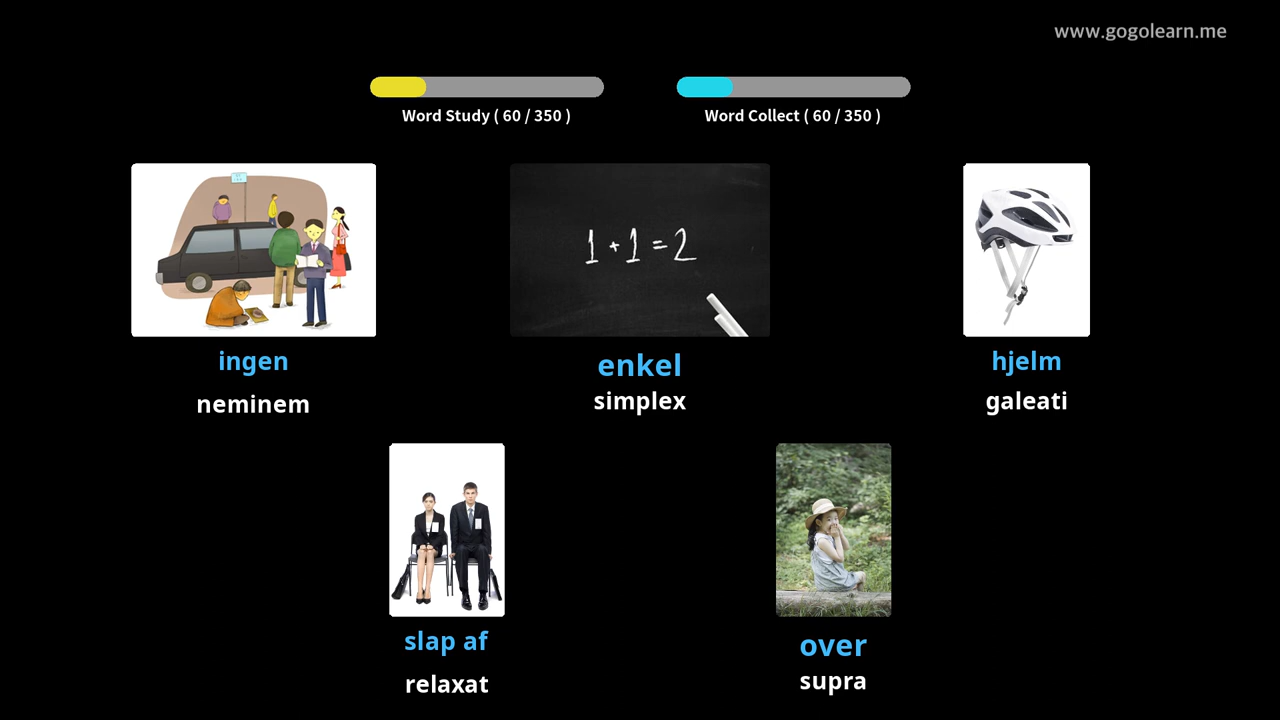 www.gogolearn.me
Word Study ( 60 / 350 )
Word Collect ( 60 / 350 )
ingen
neminem
enkel
simplex
1 + 1 = 2
hjelm
galeati
slap af
relaxat
over
supra